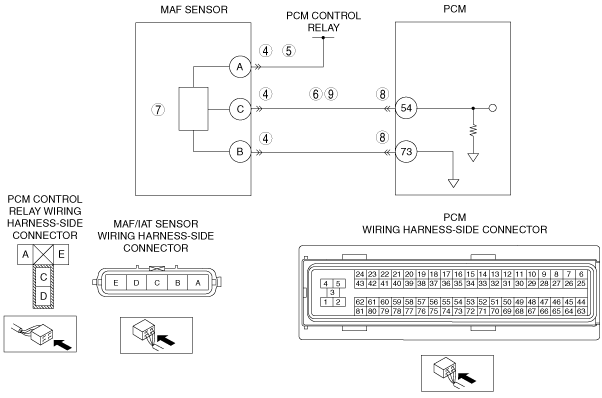 MAF SENSOR
PCM CONTROL
RELAY
PCM
A
4
5
C
4
6
9
8
54
7
B
4
8
73
PCM CONTROL
RELAY WIRING
HARNESS-SIDE
CONNECTOR
A E
C
D
MAF/IAT SENSOR
WIRING HARNESS-SIDE
CONNECTOR
E D C B A
PCM
WIRING HARNESS-SIDE CONNECTOR
24 23 22 21 20 19 18 17 16 15 14 13 12 11 10 9 8 7 6
4 5 43 42 41 40 39 38 37 36 35 34 33 32 31 30 29 28 27 26 25
3
1 2 62 61 60 59 58 57 56 55 54 53 52 51 50 49 48 47 46 45 44
81 80 79 78 77 76 75 74 73 72 71 70 69 68 67 66 65 64 63